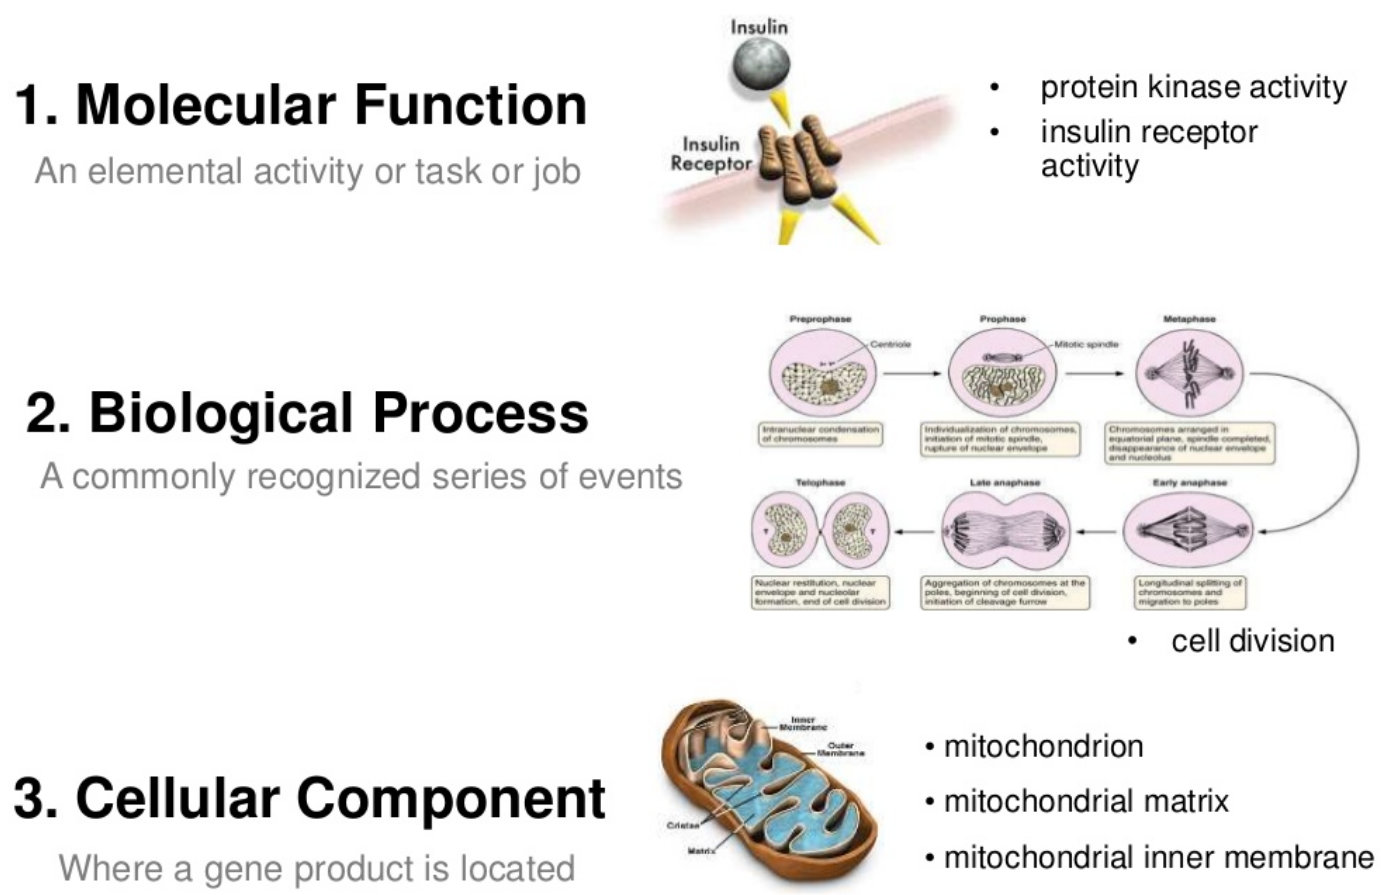 1. Molecular Function
An elemental activity or task or job
Insulin
Insulin
Receptor
• protein kinase activity
• insulin receptor
activity
2. Biological Process
A commonly recognized series of events
Preprophase
Centriole
Intranuclear condensation
of chromosomes
Prophase
Mitotic spindle
Individualization of chromosomes,
initiation of mitotic spindle,
rupture of nuclear envelope
Metaphase
Chromosomes arranged in
equatorial plane, spindle completed,
disappearance of nuclear envelope
and nucleolus
Telophase
Nuclear restitution, nuclear
envelope and nucleolar
formation, end of cell division
Late anaphase
Aggregation of chromosomes at the
poles, beginning of cell division,
initiation of cleavage furrow
Early anaphase
Longitudinal splitting of
chromosomes and
migration to poles
• cell division
3. Cellular Component
Where a gene product is located
Inner
Membrane
Outer
Membrane
Cristae
Matrix
• mitochondrion
• mitochondrial matrix
• mitochondrial inner membrane